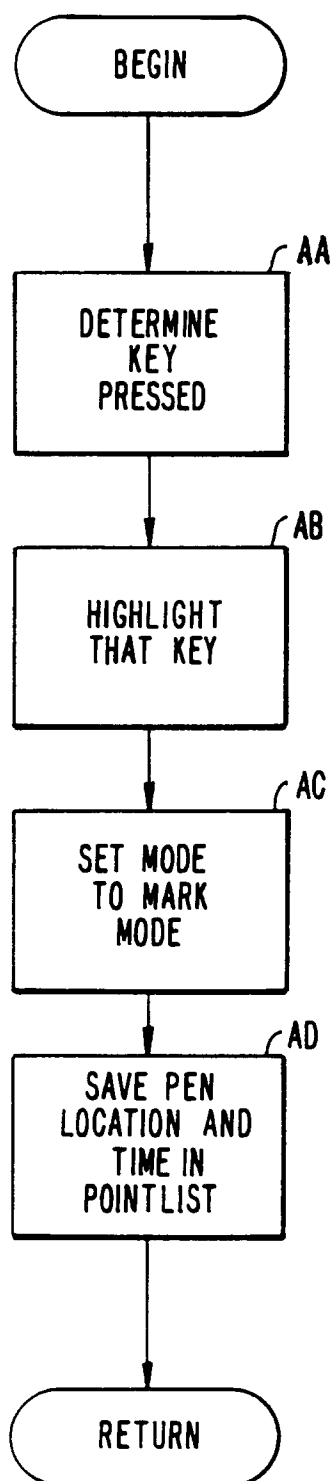 BEGIN
AA
DETERMINE
KEY
PRESSED
AB
HIGHLIGHT
THAT KEY
AC
SET MODE
TO MARK
MODE
AD
SAVE PEN
LOCATION AND
TIME IN
POINTLIST
RETURN